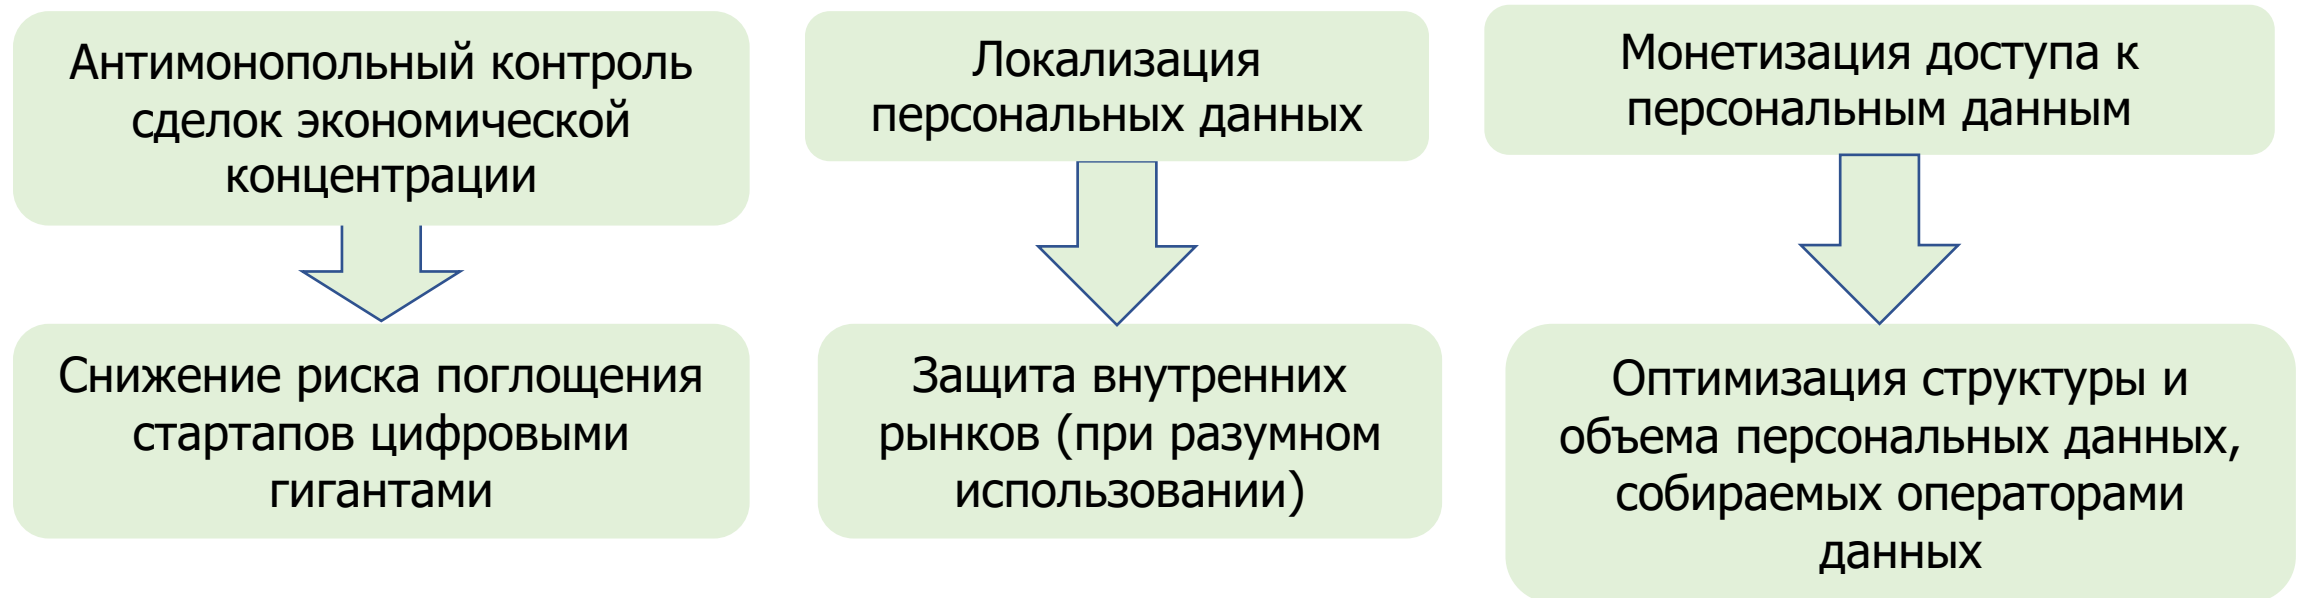 Антимонопольный контроль
сделок экономической
концентрации
Снижение риска поглощения
стартапов цифровыми
гигантами
Локализация
персональных данных
Защита внутренних
рынков (при разумном
использовании)
Монетизация доступа к
персональным данным
Оптимизация структуры и
объема персональных данных,
собираемых операторами
данных